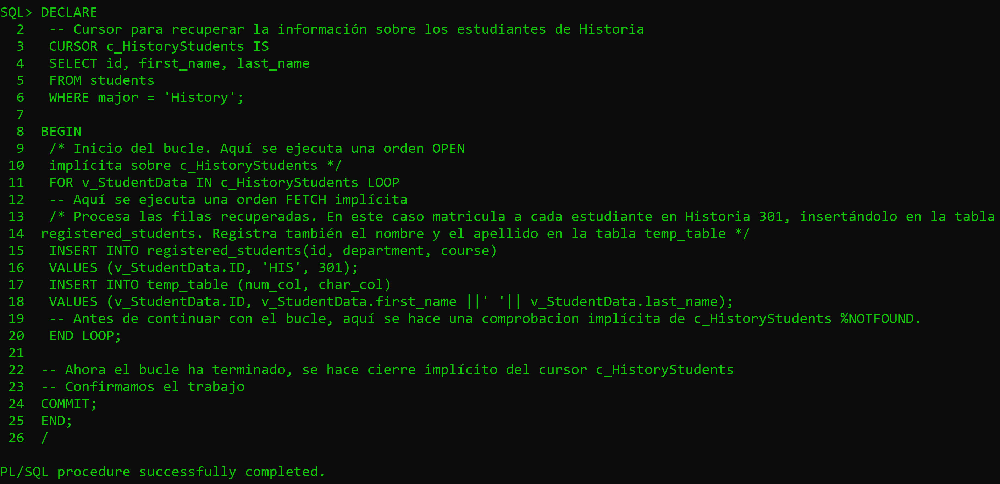 SQL> DECLARE
  2   -- Cursor para recuperar la información sobre los estudiantes de Historia
  3   CURSOR c_HistoryStudents IS
  4   SELECT id, first_name, last_name
  5   FROM students
  6   WHERE major = 'History';
  7
  8  BEGIN
  9   /* Inicio del bucle. Aquí se ejecuta una orden OPEN
 10   implícita sobre c_HistoryStudents */
 11   FOR v_StudentData IN c_HistoryStudents LOOP
 12   -- Aquí se ejecuta una orden FETCH implícita
 13   /* Procesa las filas recuperadas. En este caso matricula a cada estudiante en Historia 301, insertándolo en la tabla
 14  registered_students. Registra también el nombre y el apellido en la tabla temp_table */
 15   INSERT INTO registered_students(id, department, course)
 16   VALUES (v_StudentData.ID, 'HIS', 301);
 17   INSERT INTO temp_table (num_col, char_col)
 18   VALUES (v_StudentData.ID, v_StudentData.first_name ||' '|| v_StudentData.last_name);
 19   -- Antes de continuar con el bucle, aquí se hace una comprobacion implícita de c_HistoryStudents %NOTFOUND.
 20   END LOOP;
 21
 22  -- Ahora el bucle ha terminado, se hace cierre implícito del cursor c_HistoryStudents
 23  -- Confirmamos el trabajo
 24  COMMIT;
 25  END;
 26  /
PL/SQL procedure successfully completed.